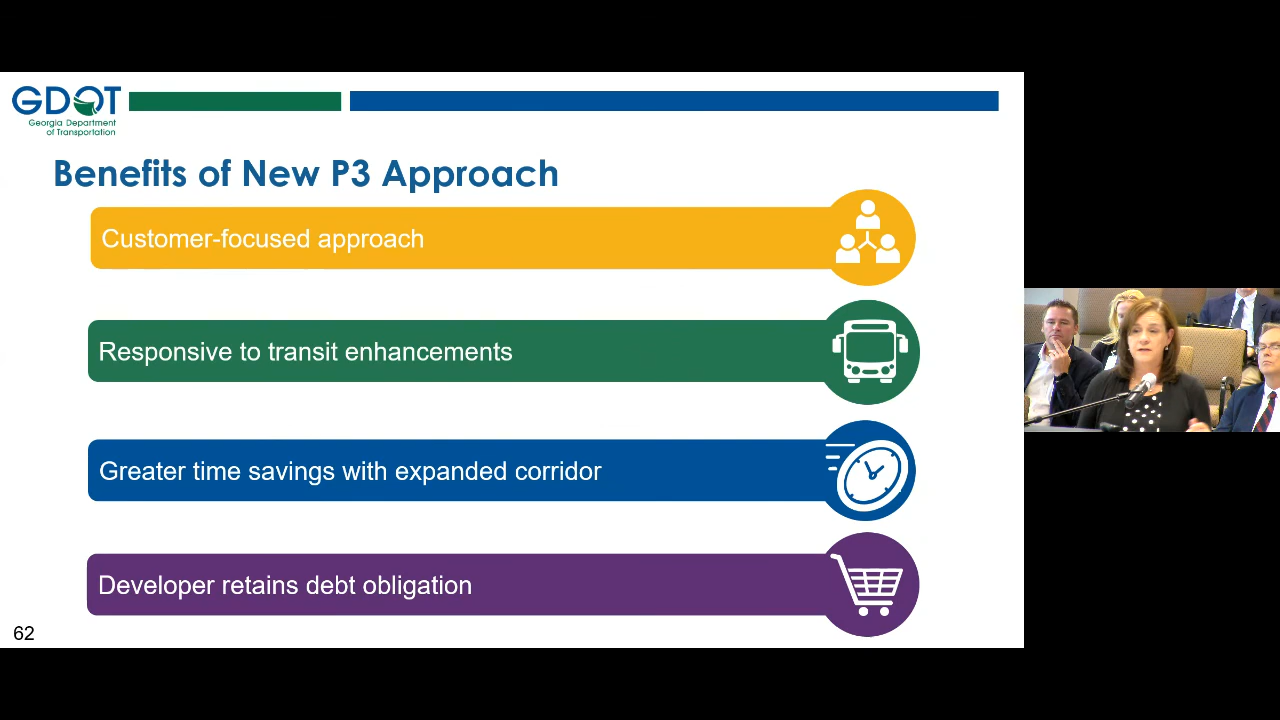 GDOT
Georgia Department
of Transportation
Benefits of New P3 Approach
Customer-focused approach
Responsive to transit enhancements
Greater time savings with expanded corridor
Developer retains debt obligation
62